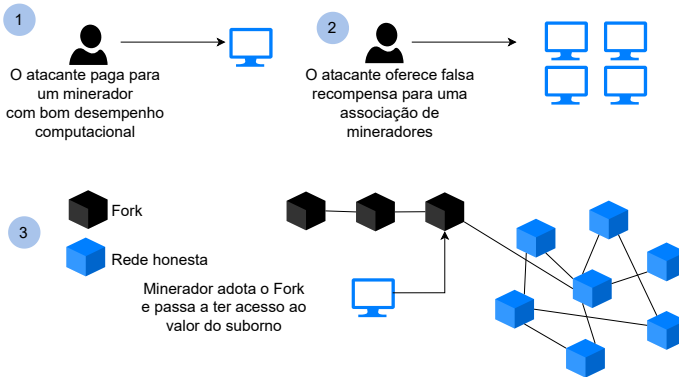 1
O atacante paga para
um minerador
com bom desempenho
computacional
2
O atacante oferece falsa
recompensa para uma
associação de
mineradores
3
Fork
Rede honesta
Minerador adota o Fork
e passa a ter acesso ao
valor do suborno